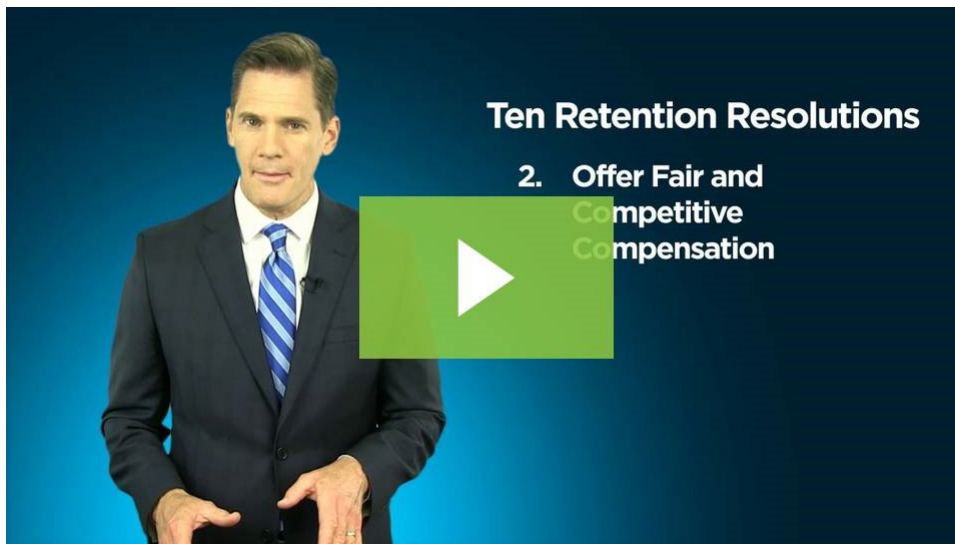 Ten Retention Resolutions
2. Offer Fair and
Competitive
Compensation